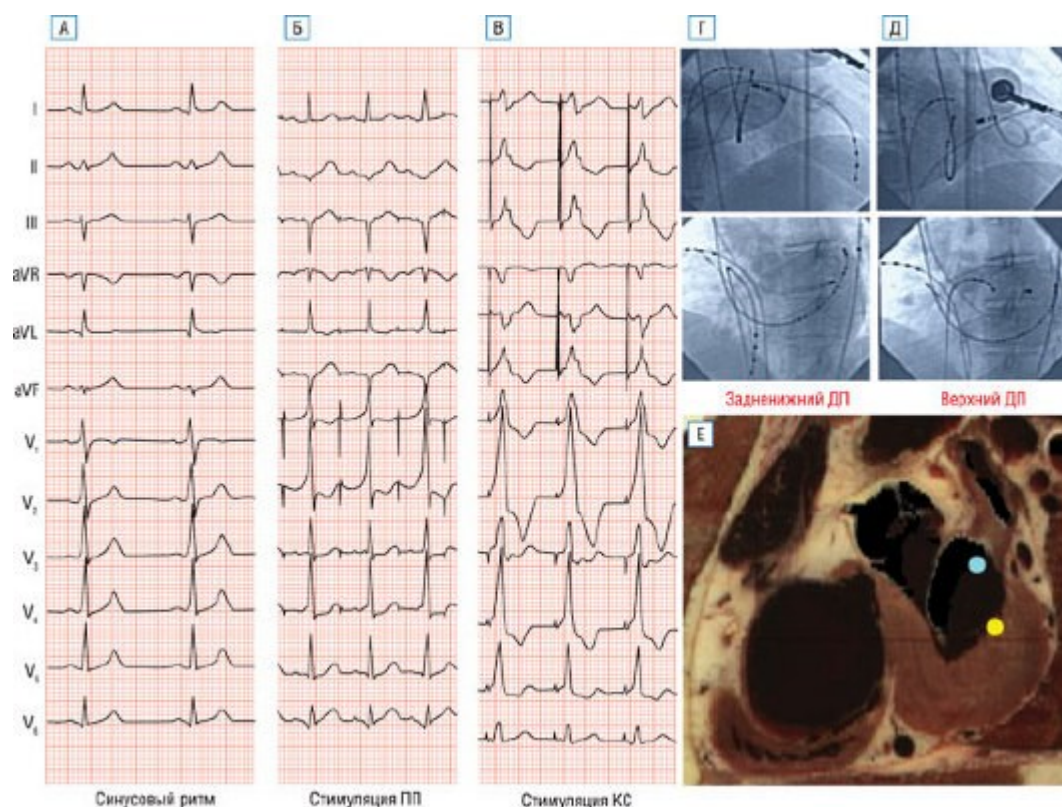 А
Б
В
Г
Д
I
II
III
aVR
aVL
aVF
V1
V2
V3
V4
V5
V6
Задненижний ДП
Верхний ДП
Е
Синусовый ритм
Стимуляция ПП
Стимуляция КС